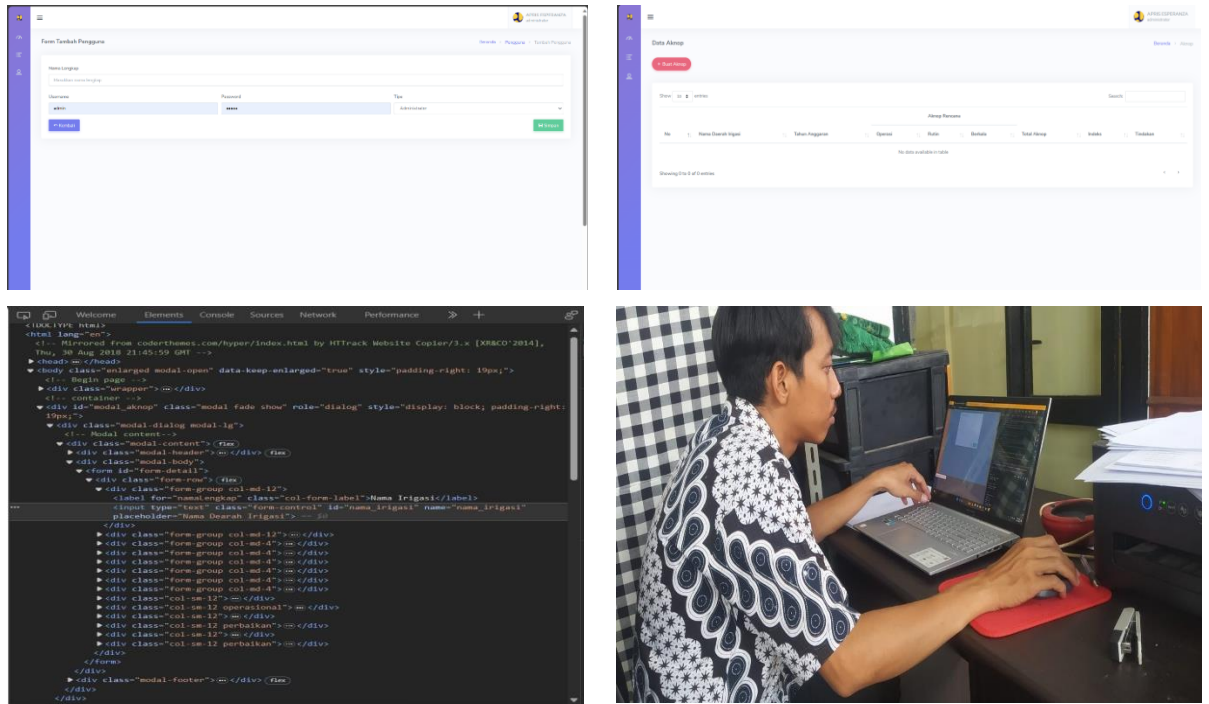 APRISI ESPERANZA
administrator
Form Tambah Pengguna
Beranda > Pengguna > Tambah Pengguna
Nama Lengkap
Masukkan nama lengkap
Username
Password
Tipe
admin
•••••
Administrator
Kembali
Simpan
APRISI ESPERANZA
administrator
Data Aknop
Beranda > Aknop
+ Buat Aknop
Show 10 entries
Search:
Aknop Rencana
No
Nama Daerah Irigasi
Tahun Anggaran
Operasi
Rutin
Berkala
Total Aknop
Indeks
Tindakan
No data available in table
Showing 0 to 0 of 0 entries
Welcome Elements Console Sources Network Performance
<!DOCTYPE html>
<html lang="en">
<!-- Mirrored from coderthemes.com/hyper/index.html by HTTrack Website Copier/3.x [XR&CO'2014],
Thu, 30 Aug 2018 21:45:59 GMT -->
<head>…</head>
<body class="enlarged modal-open" data-keep-enlarged="true" style="padding-right: 19px;">
<!-- Begin page -->
<div class="wrapper">…</div>
<!-- container -->
<div id="modal_aknop" class="modal fade show" role="dialog" style="display: block; padding-right:
19px;">
<div class="modal-dialog modal-lg">
<!-- Modal content-->
<div class="modal-content"> flex
<div class="modal-header">…</div> flex
<div class="modal-body">
<form id="form-detail">
<div class="form-row"> flex
<div class="form-group col-md-12">
<label for="namaLengkap" class="col-form-label">Nama Irigasi</label>
<input type="text" class="form-control" id="nama_irigasi" name="nama_irigasi"
placeholder="Nama Dearah Irigasi"> == $0
</div>
<div class="form-group col-md-12">…</div>
<div class="form-group col-md-4">…</div>
<div class="form-group col-md-4">…</div>
<div class="form-group col-md-4">…</div>
<div class="form-group col-md-4">…</div>
<div class="form-group col-md-4">…</div>
<div class="form-group col-md-4">…</div>
<div class="col-sm-12">…</div>
<div class="col-sm-12 operasional">…</div>
<div class="col-sm-12">…</div>
<div class="col-sm-12 perbaikan">…</div>
<div class="col-sm-12">…</div>
<div class="col-sm-12 perbaikan">…</div>
</div>
</form>
</div>
<div class="modal-footer">…</div> flex
</div>
</div>